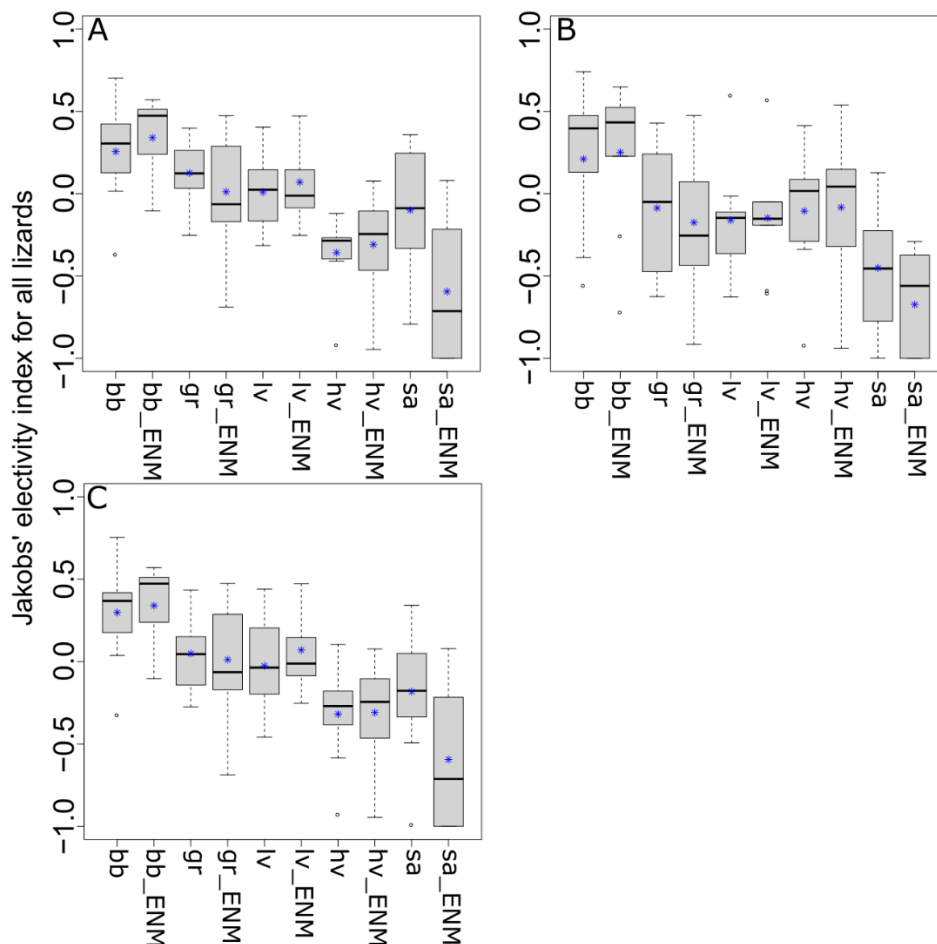 Jakobs' electivity index for all lizards
A
1.0
0.5
0.0
−0.5
−1.0
bb
bb_ENM
gr
gr_ENM
lv
lv_ENM
hv
hv_ENM
sa
sa_ENM
B
1.0
0.5
0.0
−0.5
−1.0
bb
bb_ENM
gr
gr_ENM
lv
lv_ENM
hv
hv_ENM
sa
sa_ENM
C
1.0
0.5
0.0
−0.5
−1.0
bb
bb_ENM
gr
gr_ENM
lv
lv_ENM
hv
hv_ENM
sa
sa_ENM